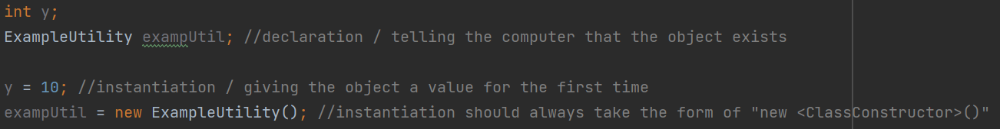 int y;
ExampleUtility exampUtil; //declaration / telling the computer that the object exists
y = 10; //instantiation / giving the object a value for the first time
exampUtil = new ExampleUtility(); //instantiation should always take the form of "new <ClassConstructor>()"